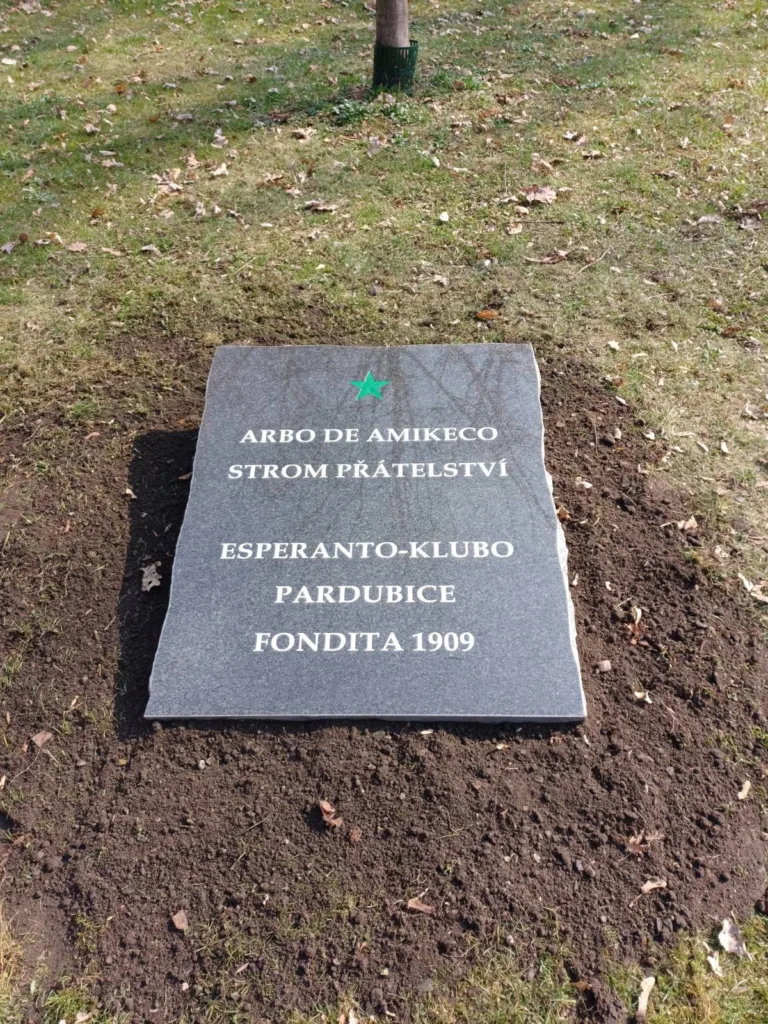 ARBO DE AMIKECO
STROM PŘÁTELSTVÍ
ESPERANTO-KLUBO
PARDUBICE
FONDITA 1909